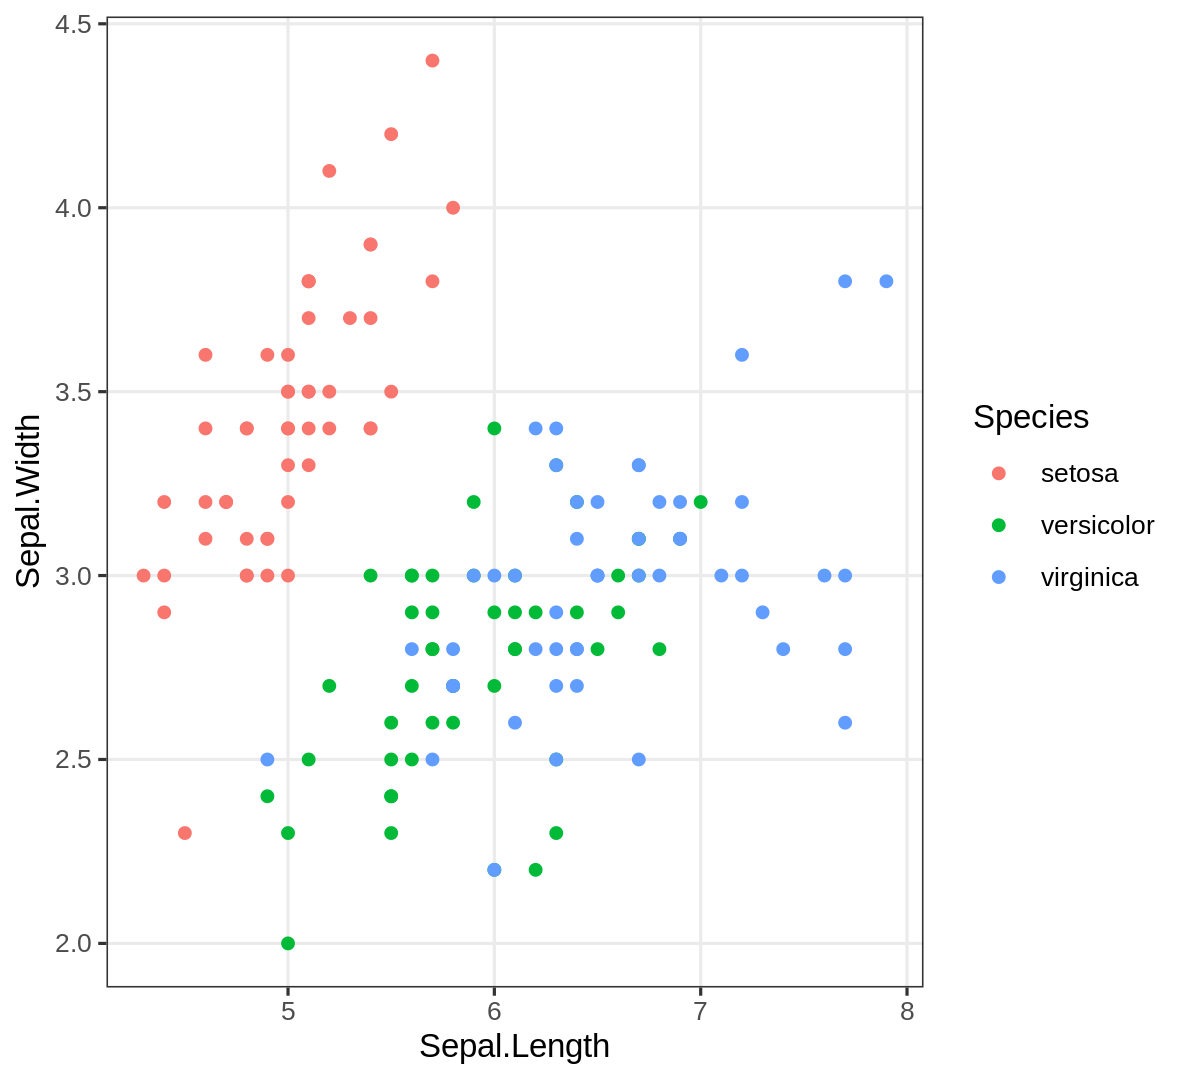 4.5
4.0
3.5
3.0
2.5
2.0
Sepal.Width
5 6 7 8
Sepal.Length
Species
setosa
versicolor
virginica